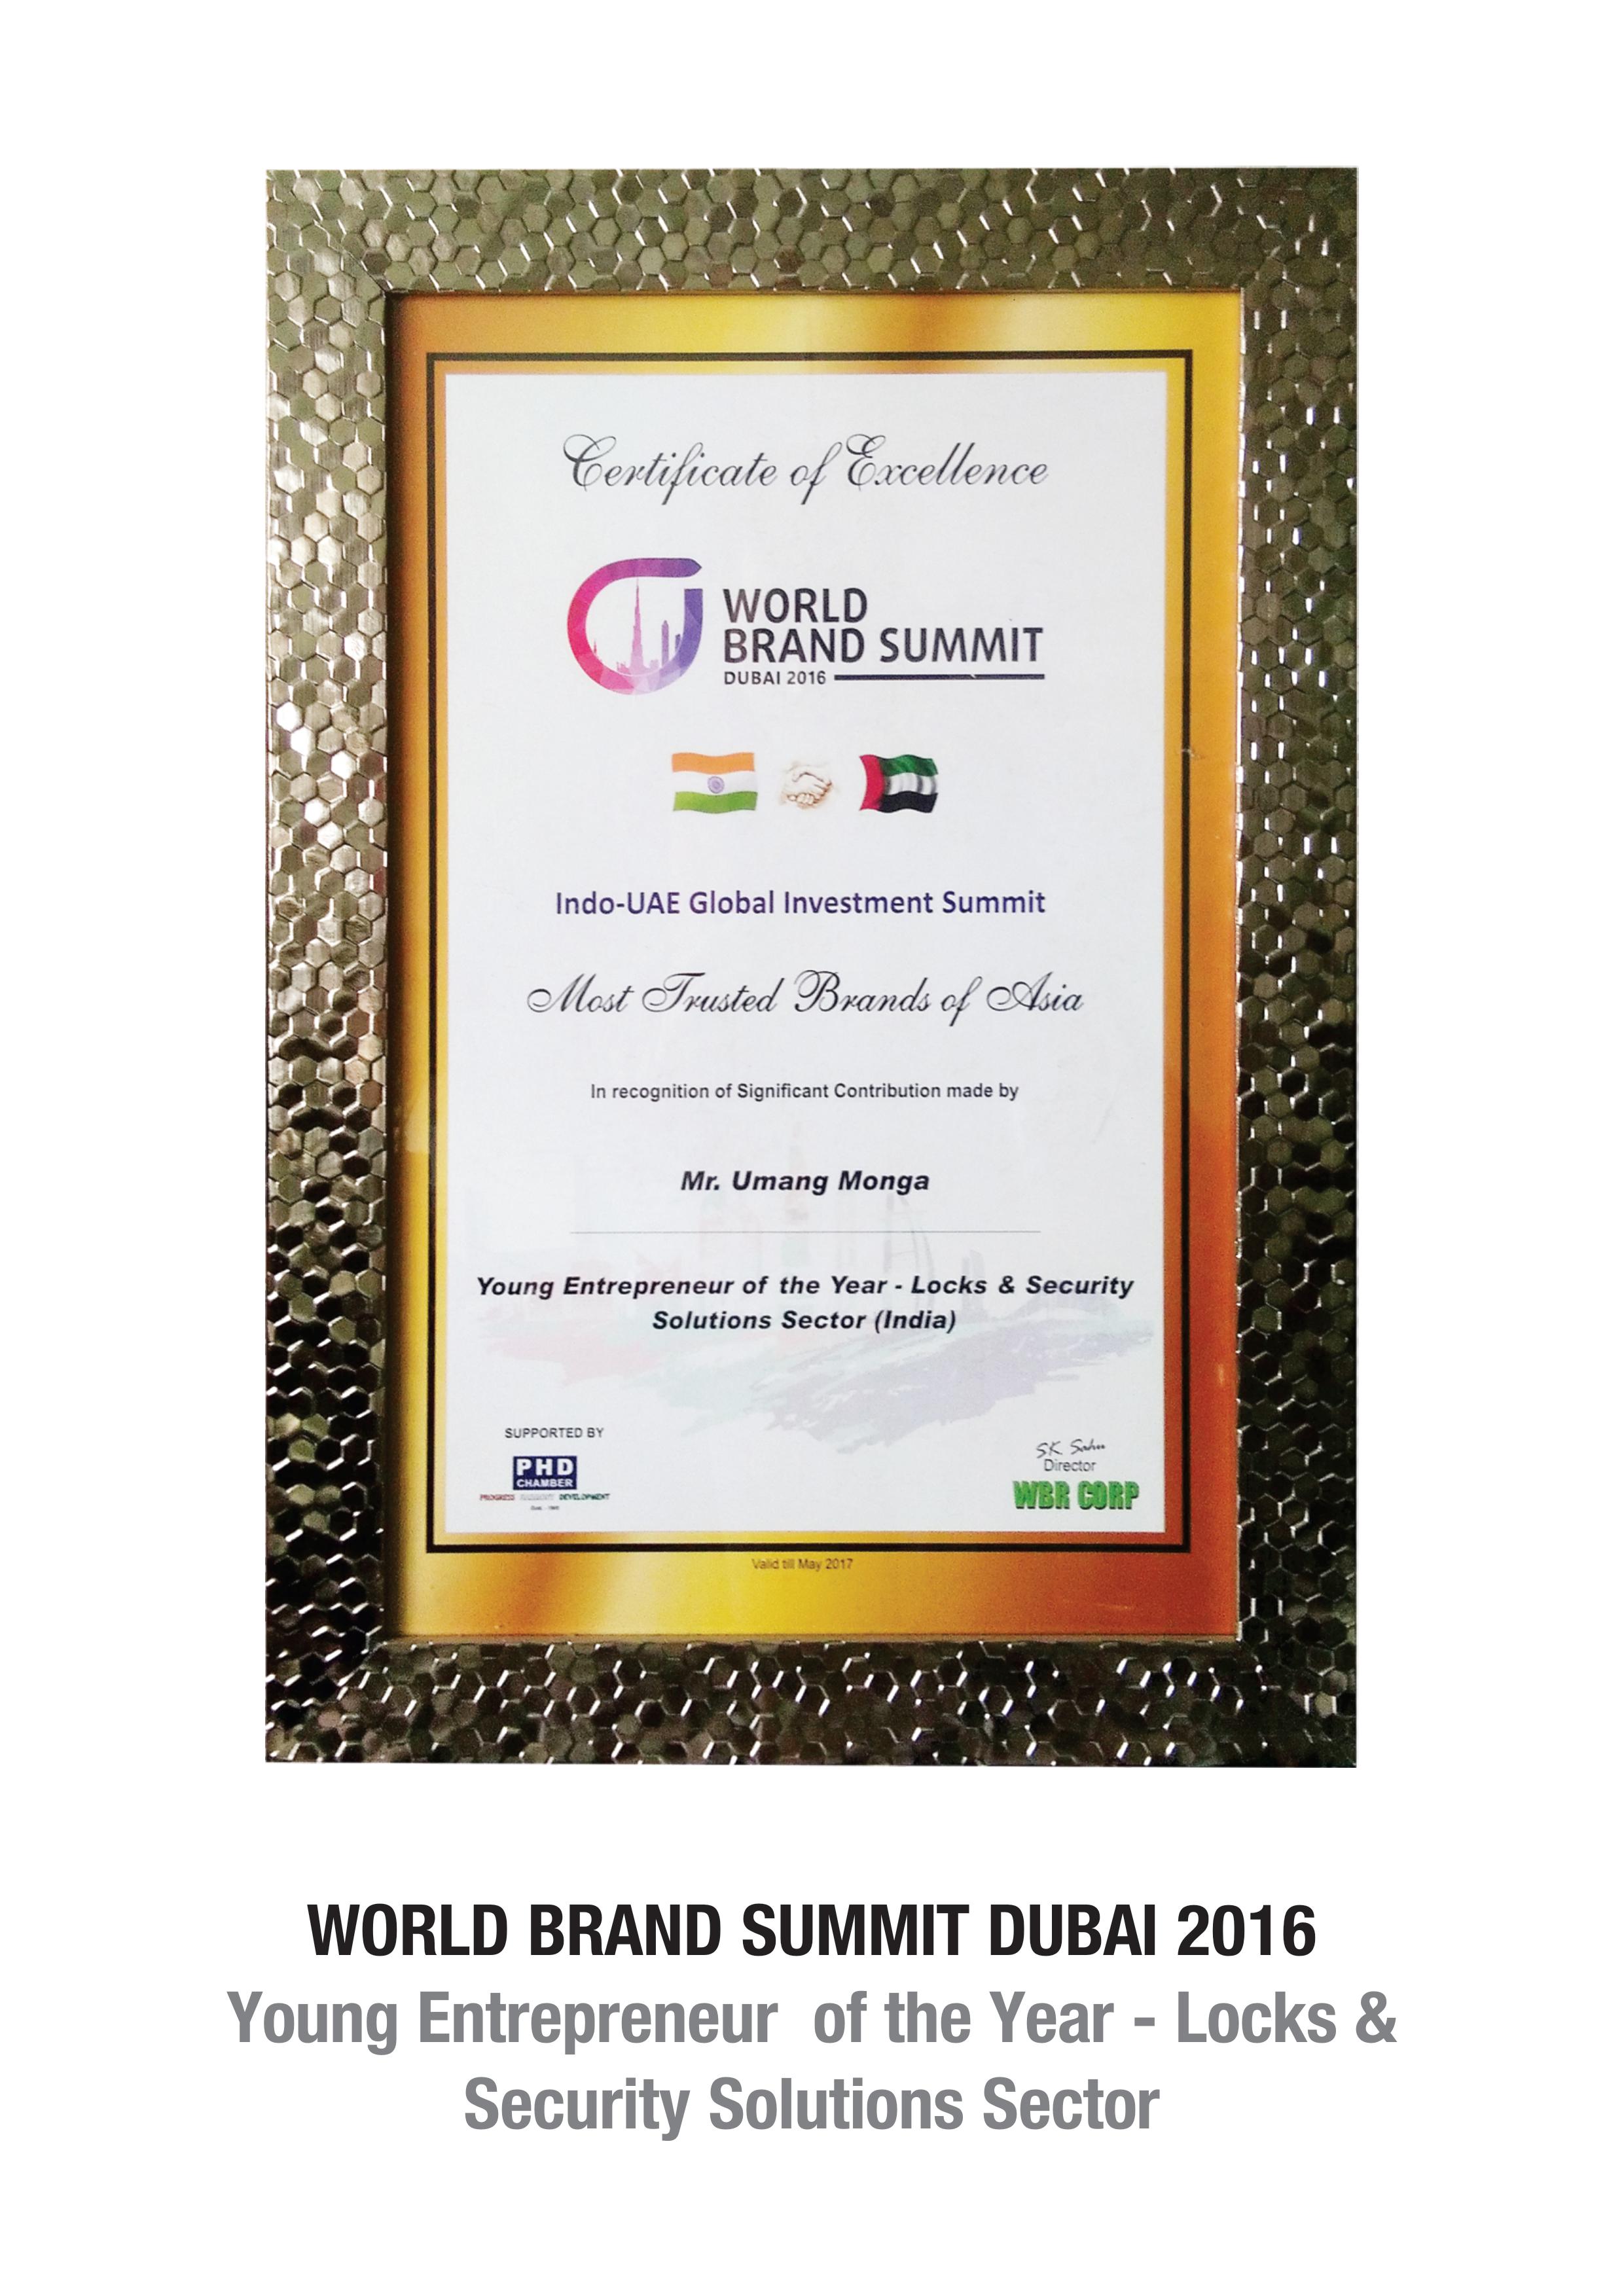 Certificate of Excellence
WORLD
BRAND SUMMIT
DUBAI 2016
Indo-UAE Global Investment Summit
Most Trusted Brands of Asia
In recognition of Significant Contribution made by
Mr. Umang Monga
Young Entrepreneur of the Year - Locks & Security
Solutions Sector (India)
SUPPORTED BY
PHD
CHAMBER
PROGRESS HARMONY DEVELOPMENT
S.K. Sahu
Director
WBR CORP
Valid till May 2017
WORLD BRAND SUMMIT DUBAI 2016
Young Entrepreneur of the Year - Locks &
Security Solutions Sector